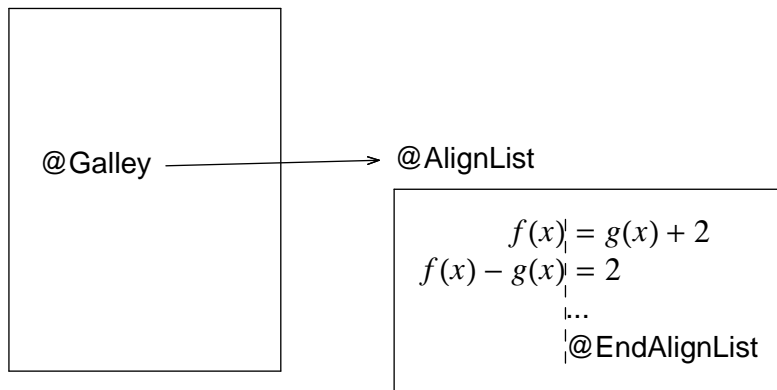 @Galley
@AlignList
f(x) = g(x) + 2
f(x) − g(x) = 2
...
@EndAlignList